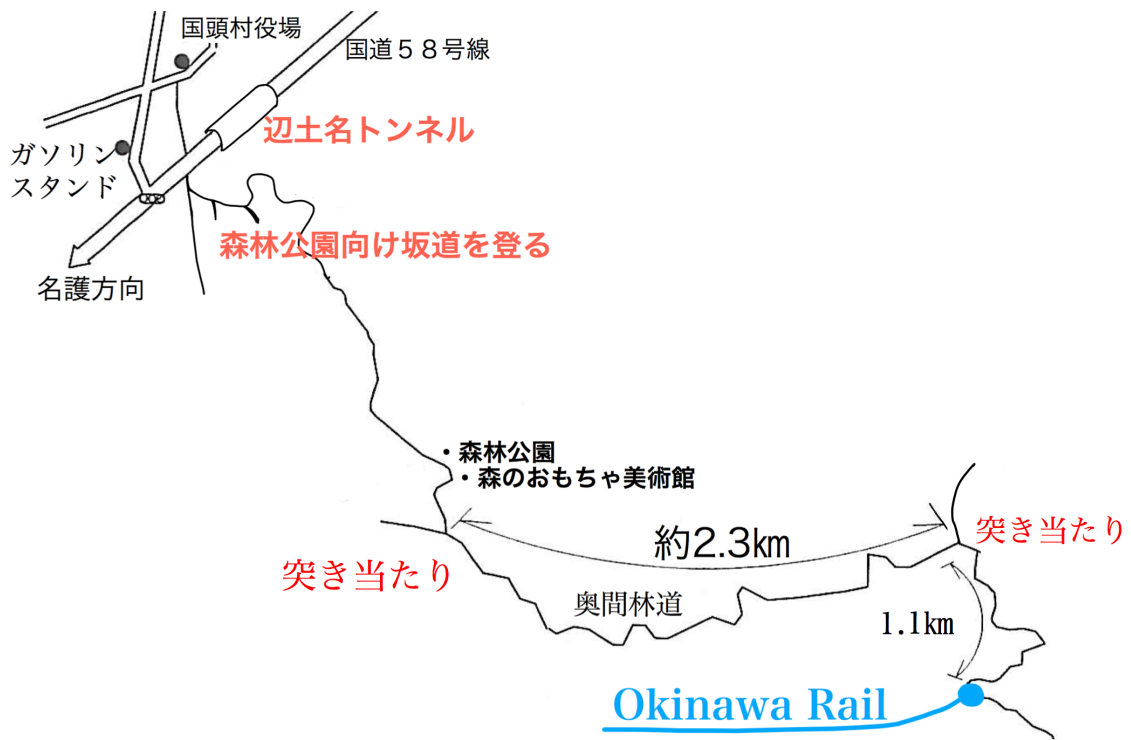 国頭村役場
国道５８号線
辺土名トンネル
ガソリン
スタンド
森林公園向け坂道を登る
名護方向
・森林公園
・森のおもちゃ美術館
約2.3㎞
突き当たり
突き当たり
奥間林道
1.1㎞
Okinawa Rail